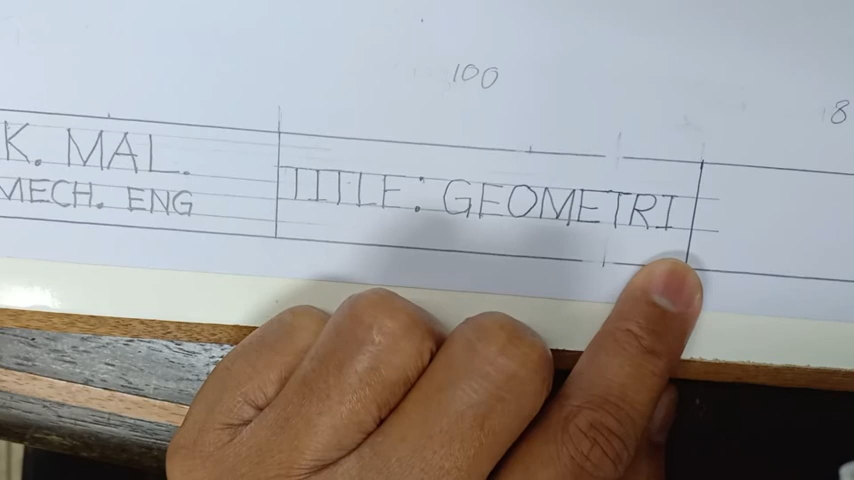 100
8
K. MAL.
MECH. ENG
TITLE: GEOMETRI